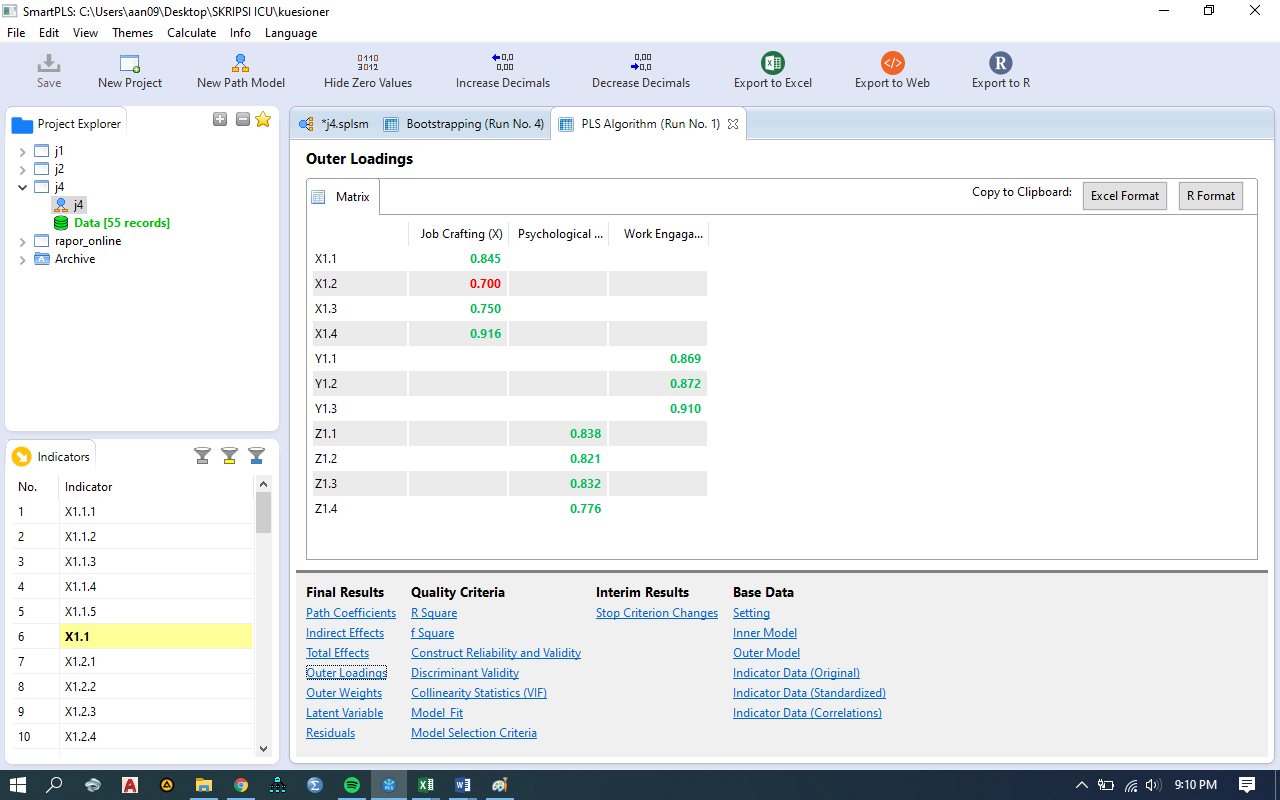 SmartPLS: C:\Users\aan09\Desktop\SKRIPSI ICU\kuesioner
File Edit View Themes Calculate Info Language
Save New Project New Path Model Hide Zero Values Increase Decimals Decrease Decimals Export to Excel Export to Web Export to R
Project Explorer
j1
j2
j4
j4
Data [55 records]
rapor_online
Archive
Indicators
No. Indicator
1 X1.1.1
2 X1.1.2
3 X1.1.3
4 X1.1.4
5 X1.1.5
6 X1.1
7 X1.2.1
8 X1.2.2
9 X1.2.3
10 X1.2.4
*j4.splsm Bootstrapping (Run No. 4) PLS Algorithm (Run No. 1)
Outer Loadings
Matrix Copy to Clipboard: Excel Format R Format
Job Crafting (X) Psychological ... Work Engaga...
X1.1 0.845
X1.2 0.700
X1.3 0.750
X1.4 0.916
Y1.1 0.869
Y1.2 0.872
Y1.3 0.910
Z1.1 0.838
Z1.2 0.821
Z1.3 0.832
Z1.4 0.776
Final Results Quality Criteria Interim Results Base Data
Path Coefficients R Square Stop Criterion Changes Setting
Indirect Effects f Square Inner Model
Total Effects Construct Reliability and Validity Outer Model
Outer Loadings Discriminant Validity Indicator Data (Original)
Outer Weights Collinearity Statistics (VIF) Indicator Data (Standardized)
Latent Variable Model_Fit Indicator Data (Correlations)
Residuals Model Selection Criteria
9:10 PM